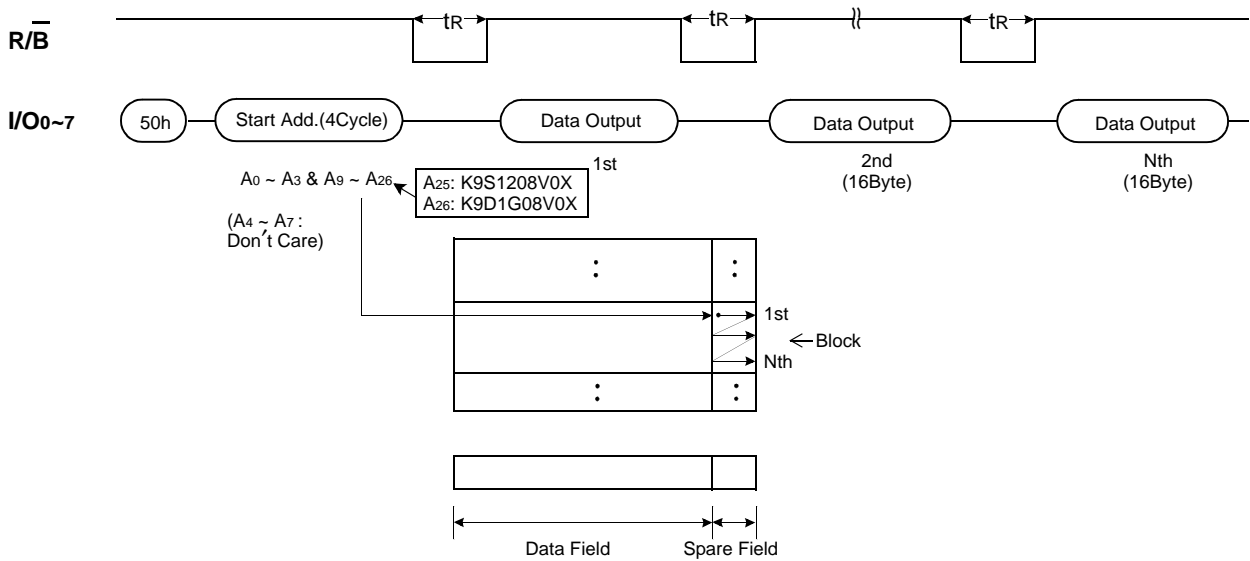 R/B
tR tR tR
I/O0~7
50h Start Add.(4Cycle) Data Output Data Output Data Output
1st 2nd Nth
(16Byte) (16Byte)
A0 ~ A3 & A9 ~ A26
A25: K9S1208V0X
A26: K9D1G08V0X
(A4 ~ A7 :
Don't Care)
1st
Block
Nth
Data Field Spare Field